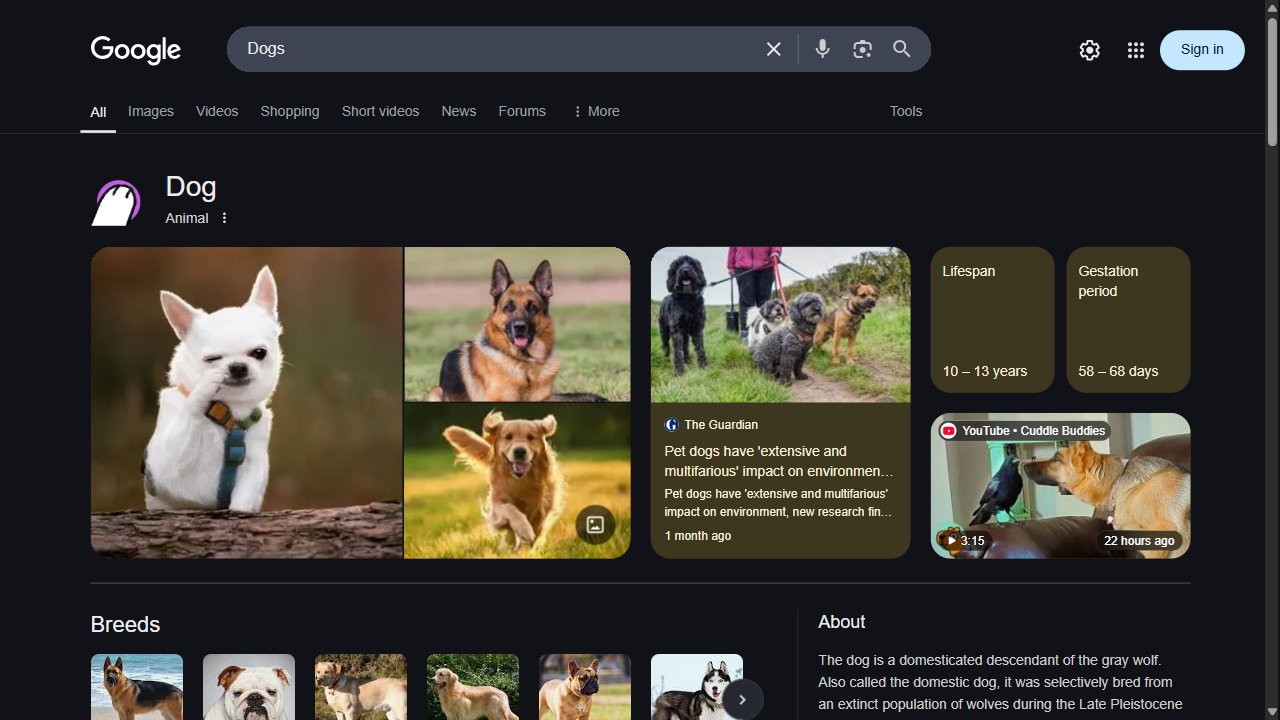 Google
Dogs
Sign in
All
Images
Videos
Shopping
Short videos
News
Forums
More
Tools
Dog
Animal
The Guardian
Pet dogs have 'extensive and
multifarious' impact on environmen...
Pet dogs have 'extensive and multifarious'
impact on environment, new research fin...
1 month ago
Lifespan
10 – 13 years
Gestation
period
58 – 68 days
YouTube • Cuddle Buddies
3:15
22 hours ago
Breeds
About
The dog is a domesticated descendant of the gray wolf.
Also called the domestic dog, it was selectively bred from
an extinct population of wolves during the Late Pleistocene